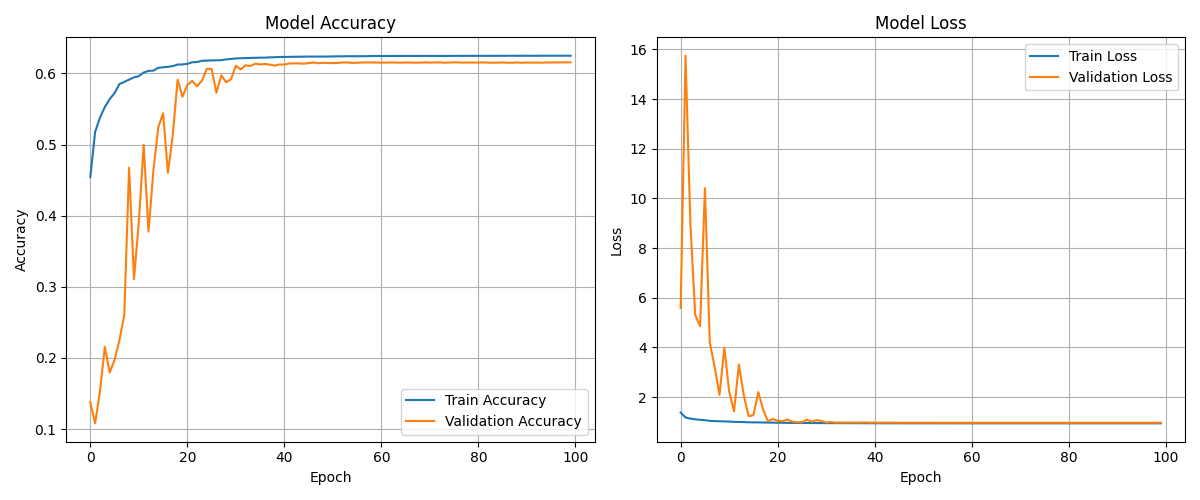 Model Accuracy
Accuracy
0.6
0.5
0.4
0.3
0.2
0.1
0 20 40 60 80 100
Epoch
Train Accuracy
Validation Accuracy
Model Loss
Loss
16
14
12
10
8
6
4
2
0 20 40 60 80 100
Epoch
Train Loss
Validation Loss